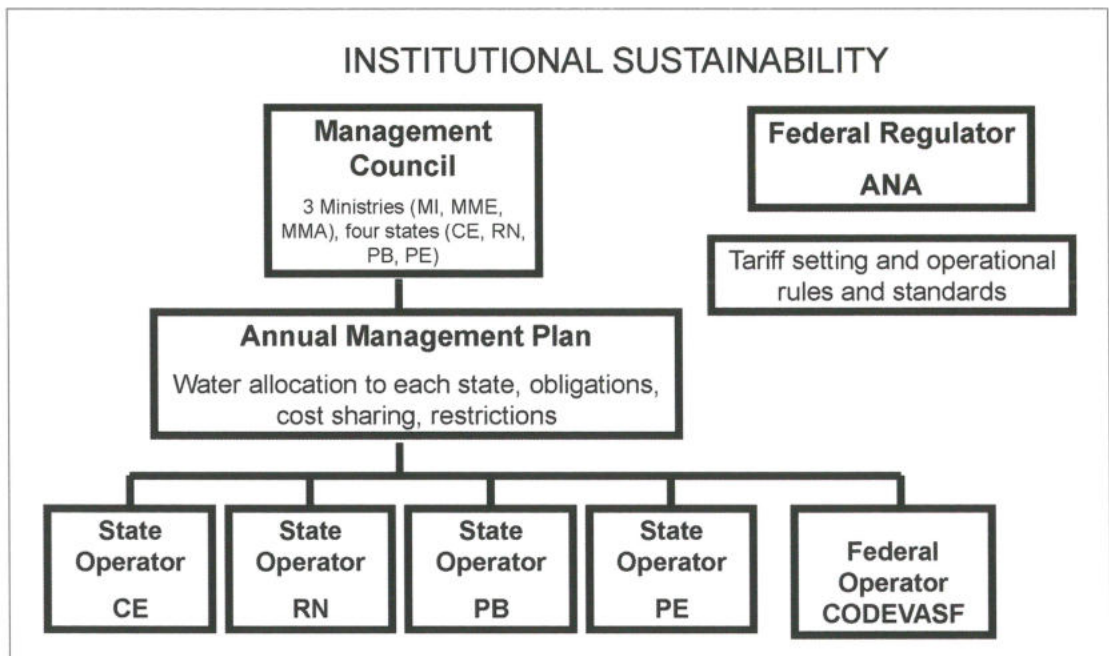 INSTITUTIONAL SUSTAINABILITY
Management
Council
3 Ministries (MI, MME,
MMA), four states (CE, RN,
PB, PE)
Federal Regulator
ANA
Tariff setting and operational
rules and standards
Annual Management Plan
Water allocation to each state, obligations,
cost sharing, restrictions
State
Operator
CE
State
Operator
RN
State
Operator
PB
State
Operator
PE
Federal
Operator
CODEVASF